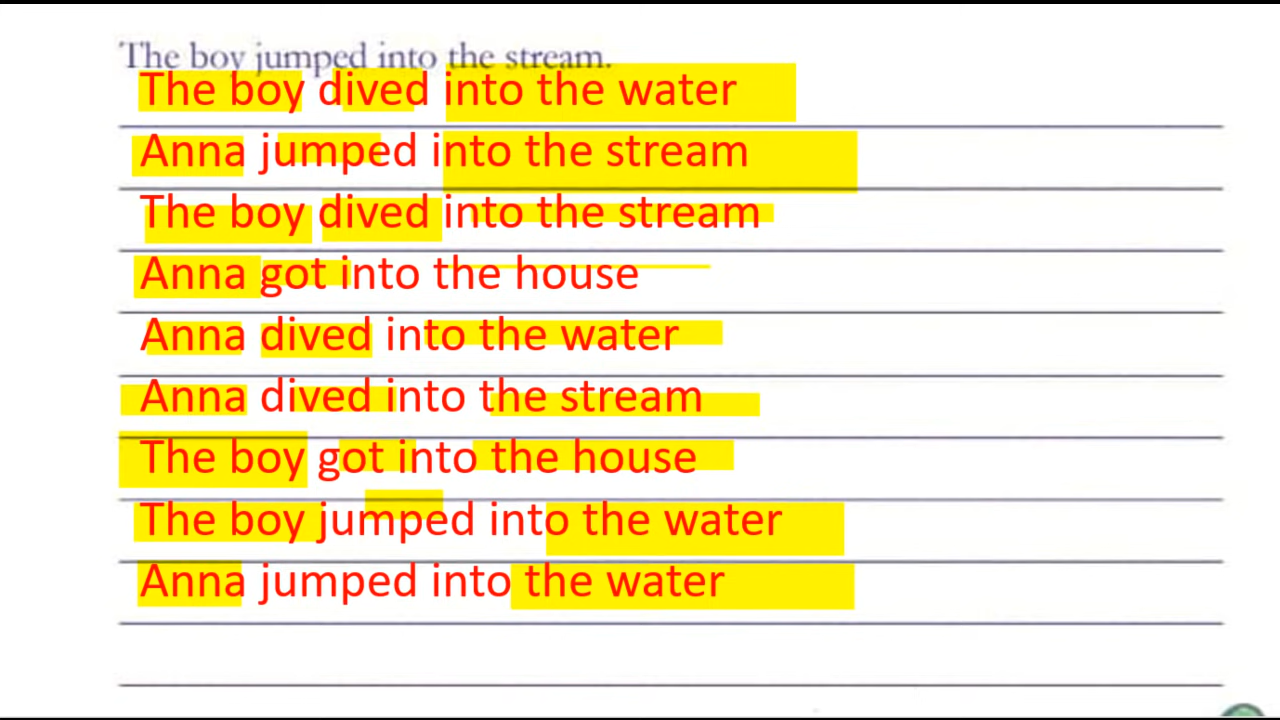 The boy jumped into the stream.
The boy dived into the water
Anna jumped into the stream
The boy dived into the stream
Anna got into the house
Anna dived into the water
Anna dived into the stream
The boy got into the house
The boy jumped into the water
Anna jumped into the water